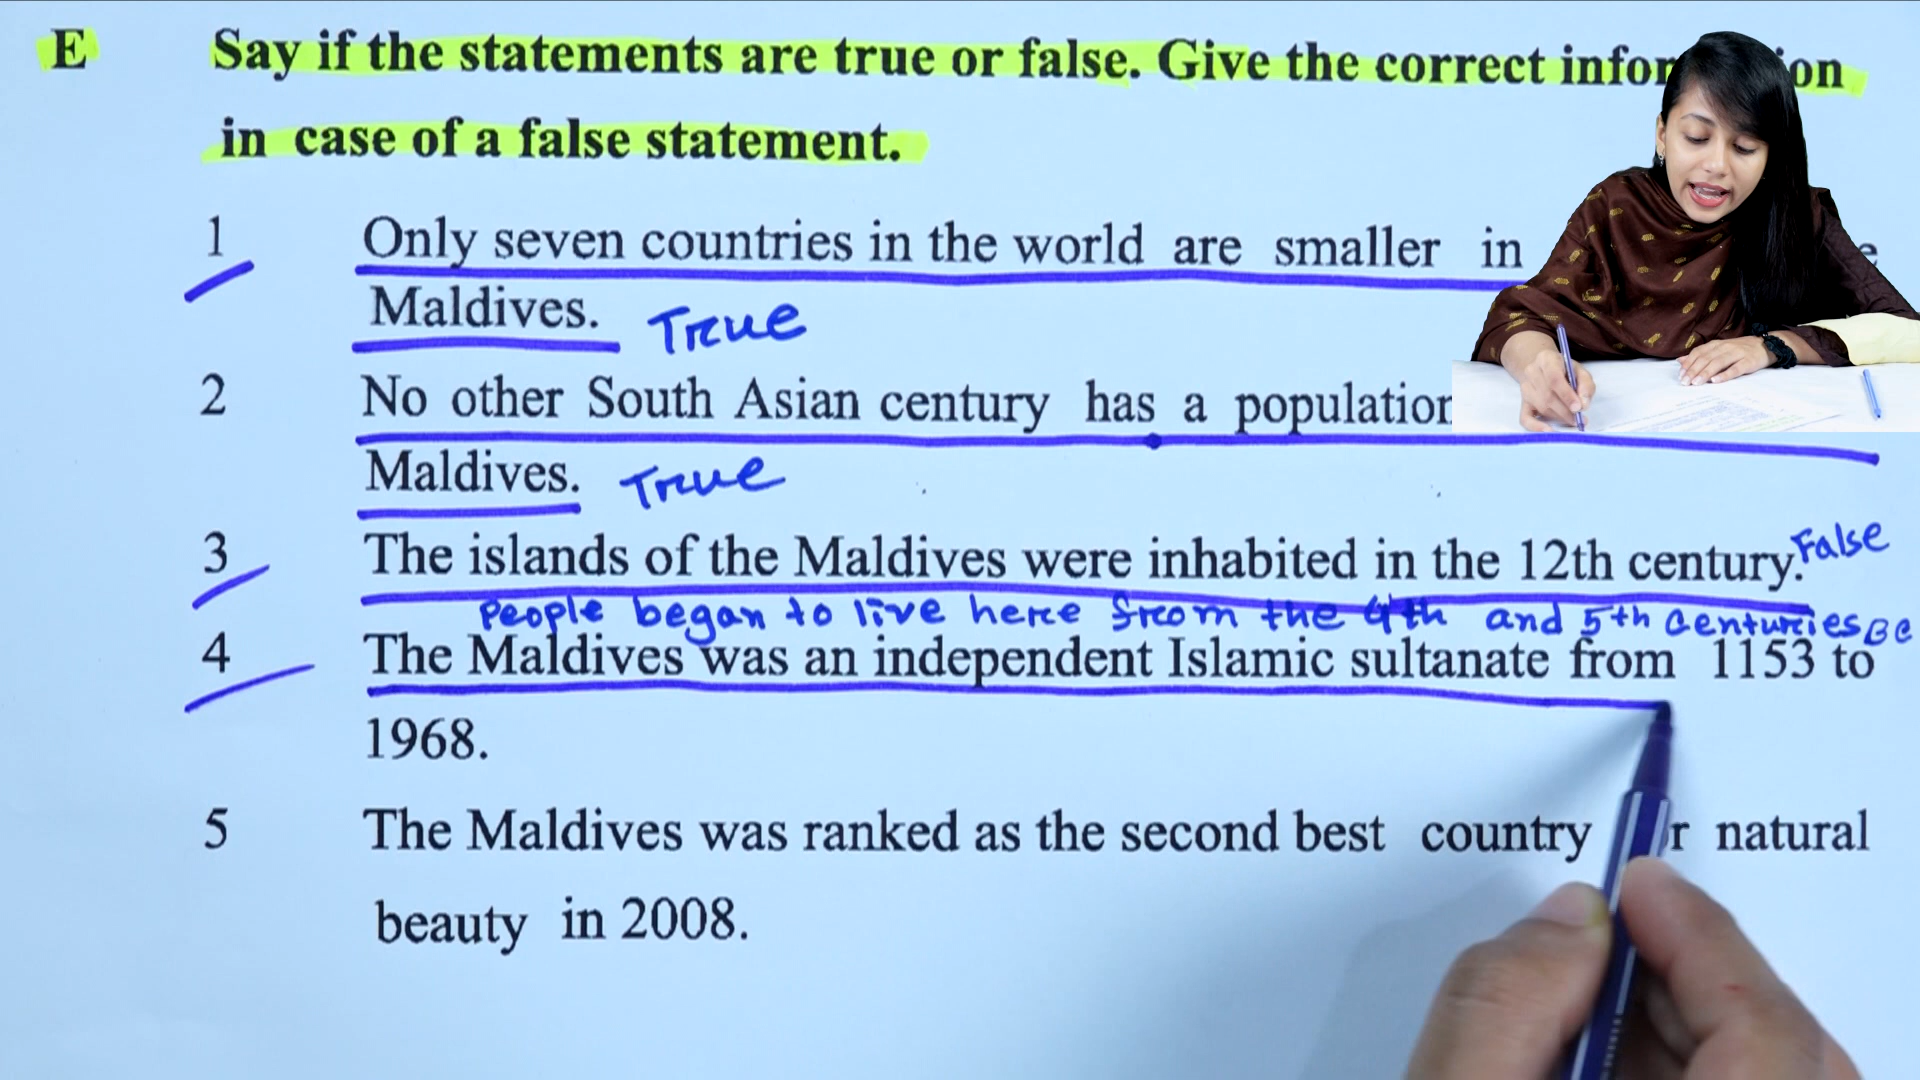 E Say if the statements are true or false. Give the correct
in case of a false statement.
1 Only seven countries in the world are smaller in
Maldives. True
2 No other South Asian century has a population
Maldives. True
3 The islands of the Maldives were inhabited in the 12th century. False
People began to live here from the 4th and 5th centuries BC
4 The Maldives was an independent Islamic sultanate from 1153 to
1968.
5 The Maldives was ranked as the second best country natural
beauty in 2008.